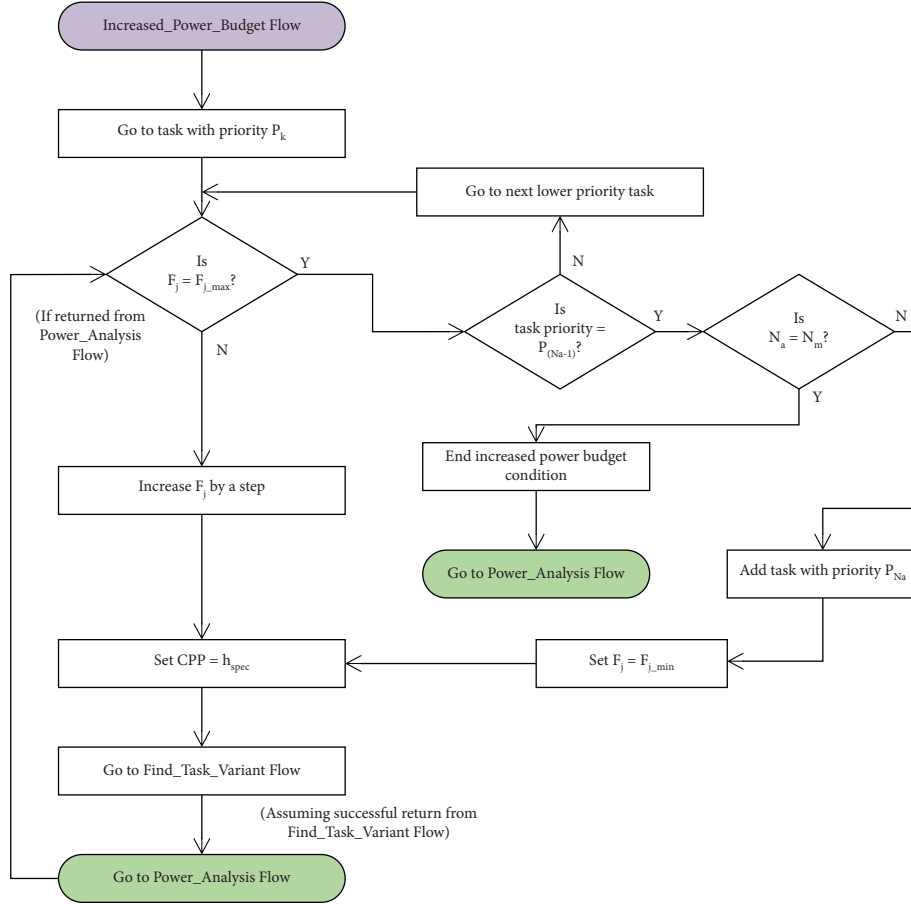 Increased_Power_Budget Flow
Go to task with priority P_k
Go to next lower priority task
Is
F_j = F_j_max?
Y
N
Is
task priority =
P_(Na-1)?
Y
Is
N_a = N_m?
N
(If returned from
Power_Analysis
Flow)
N
Y
End increased power budget
condition
Increase F_j by a step
Go to Power_Analysis Flow
Add task with priority P_Na
Set CPP = h_spec
Set F_j = F_j_min
Go to Find_Task_Variant Flow
(Assuming successful return from
Find_Task_Variant Flow)
Go to Power_Analysis Flow